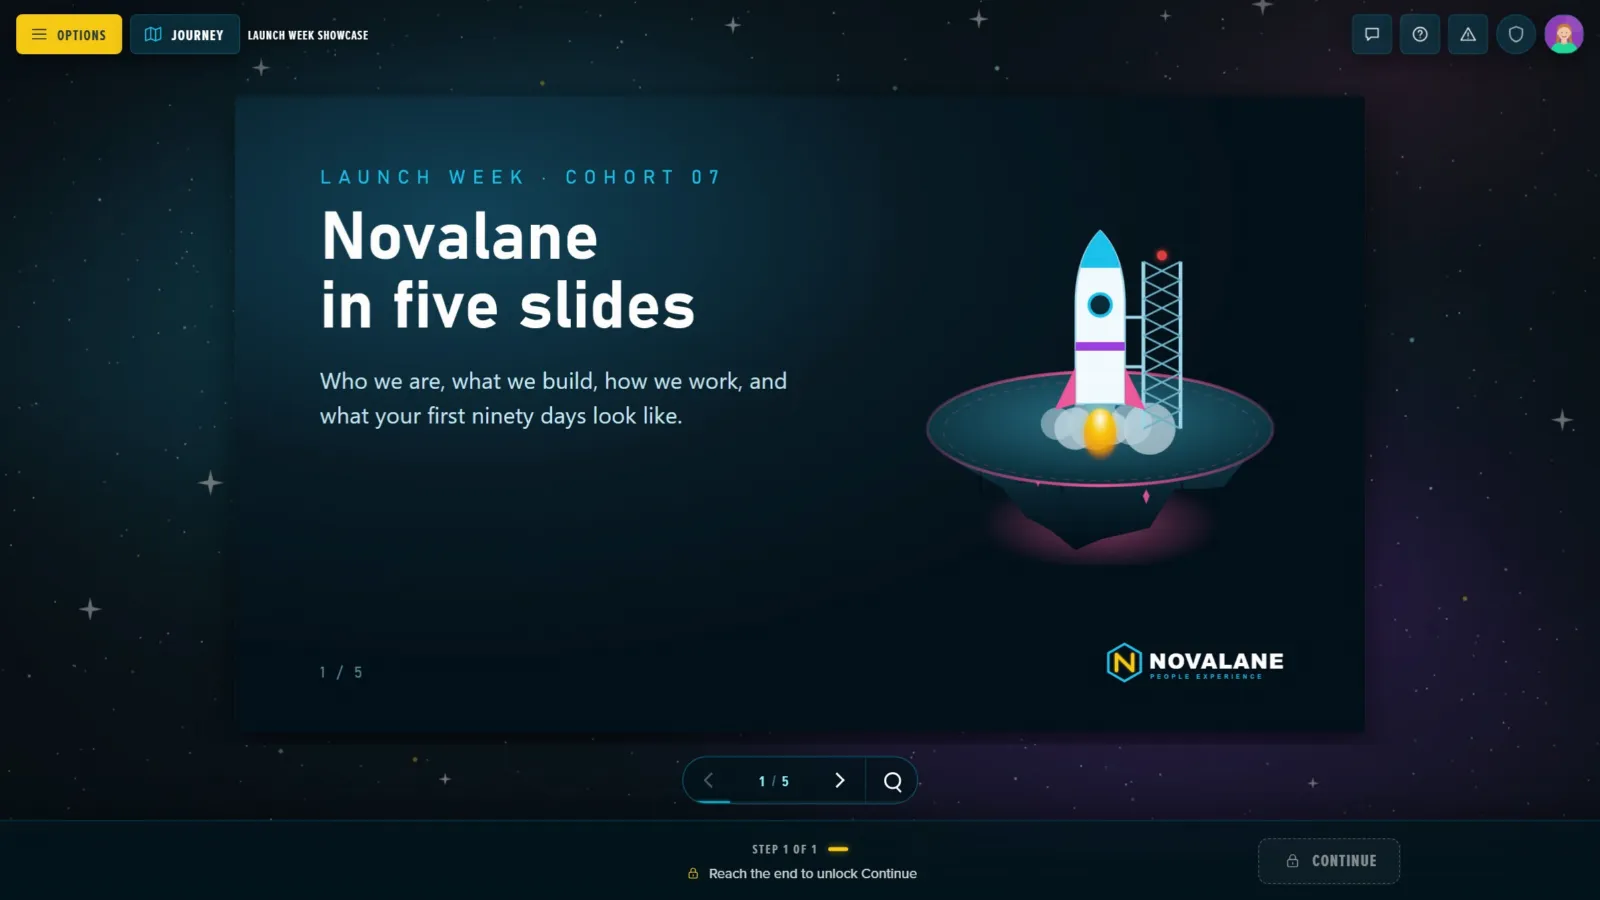 OPTIONS
JOURNEY
LAUNCH WEEK SHOWCASE
LAUNCH WEEK · COHORT 07
Novalane
in five slides
Who we are, what we build, how we work, and
what your first ninety days look like.
1 / 5
NOVALANE
PEOPLE EXPERIENCE
1 / 5
STEP 1 OF 1
Reach the end to unlock Continue
CONTINUE